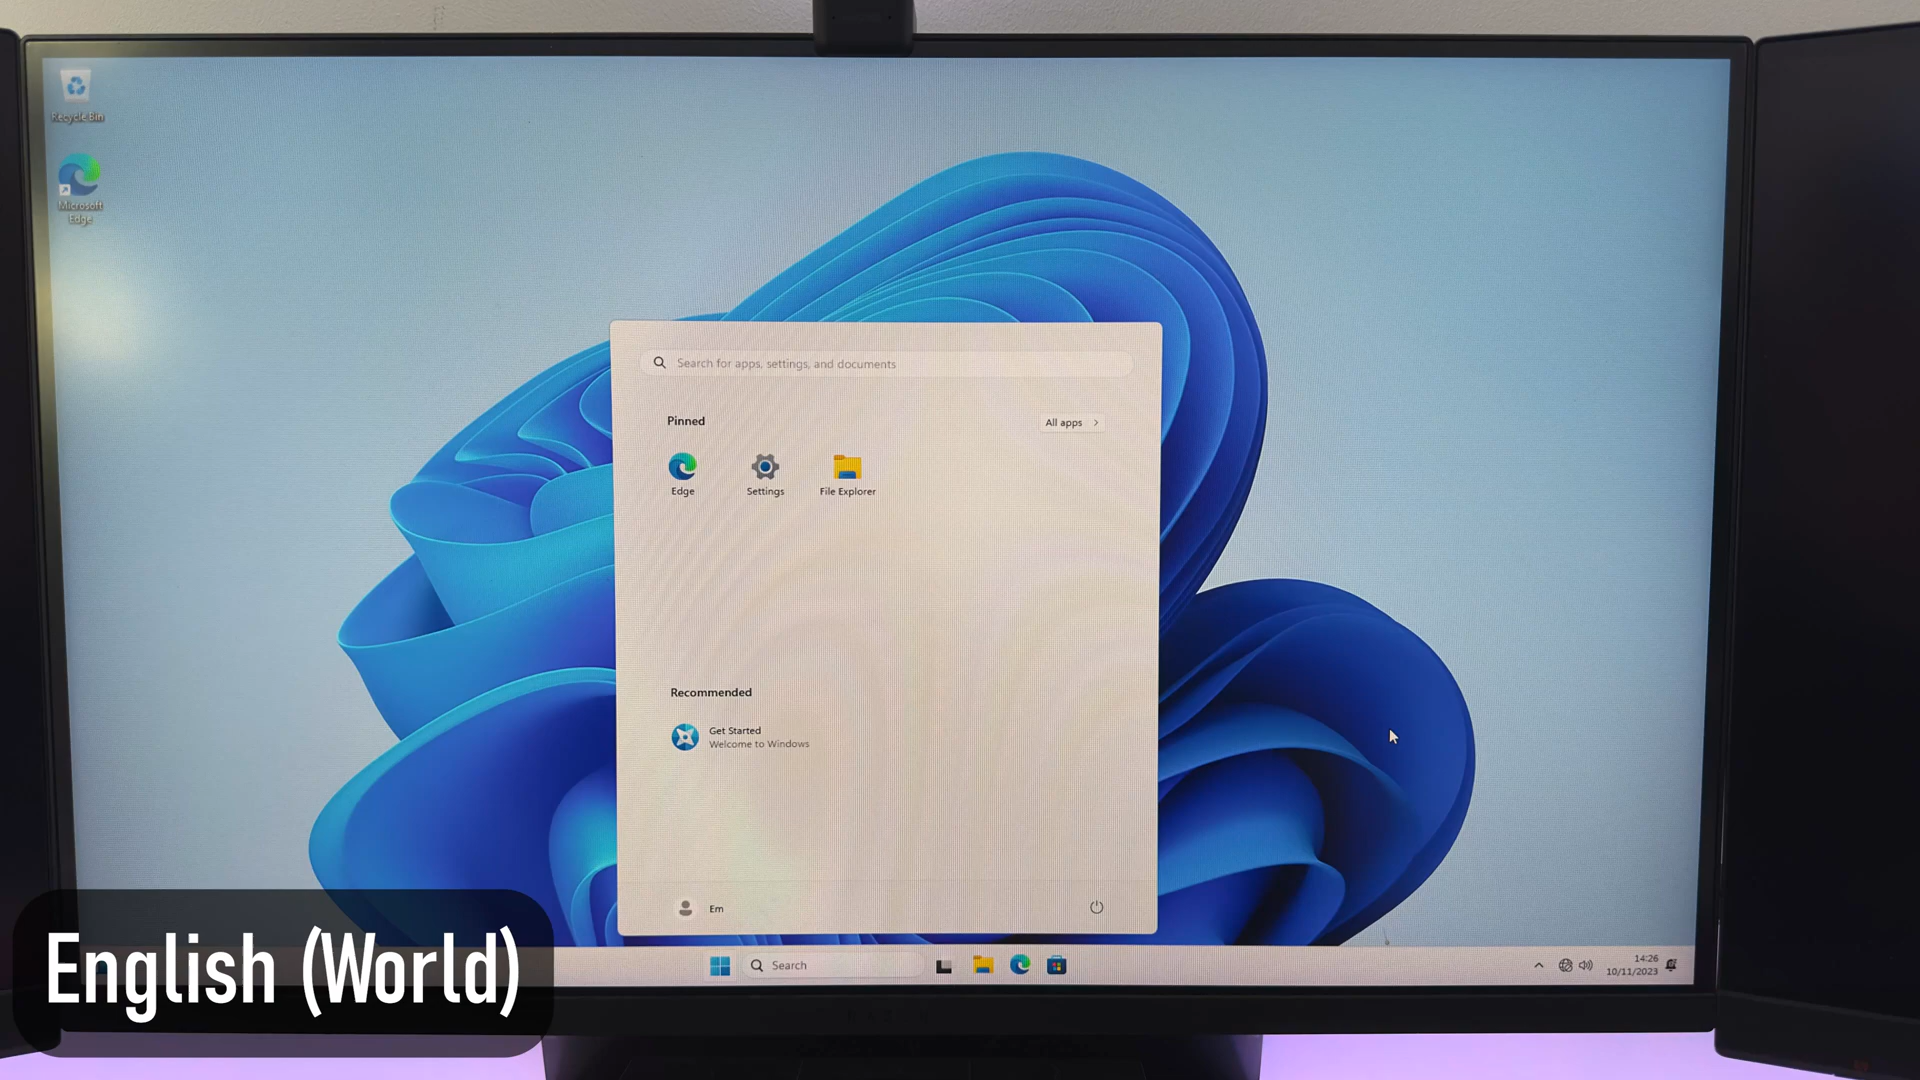 Recycle Bin
Microsoft
Edge
Search for apps, settings, and documents
Pinned
All apps
Edge
Settings
File Explorer
Recommended
Get Started
Welcome to Windows
Em
Search
14:26
10/11/2023
English (World)